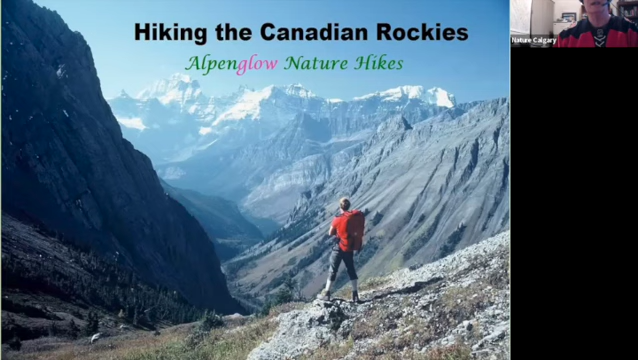 Hiking the Canadian Rockies
Alpenglow Nature Hikes
Nature Calgary